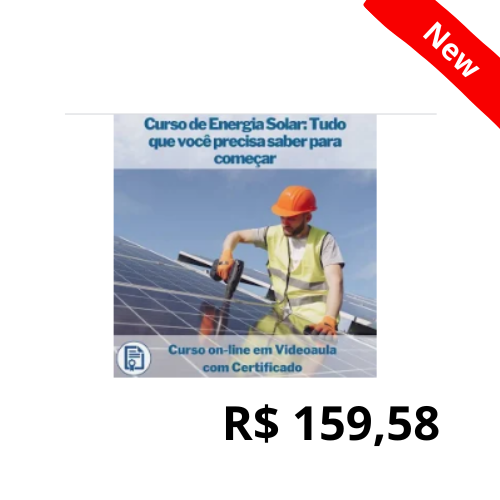 New
Curso de Energia Solar: Tudo
que você precisa saber para
começar
Curso on-line em Videoaula
com Certificado
R$ 159,58